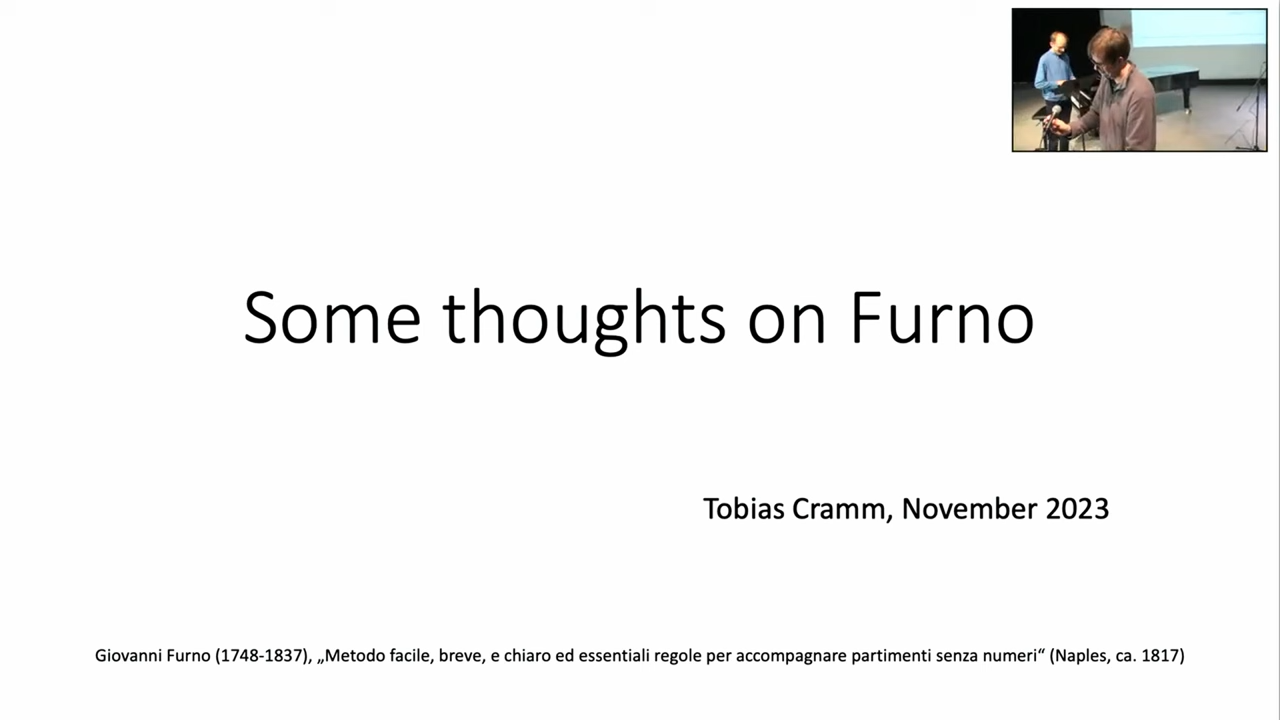 Some thoughts on Furno
Tobias Cramm, November 2023
Giovanni Furno (1748-1837), „Metodo facile, breve, e chiaro ed essentiali regole per accompagnare partimenti senza numeri“ (Naples, ca. 1817)